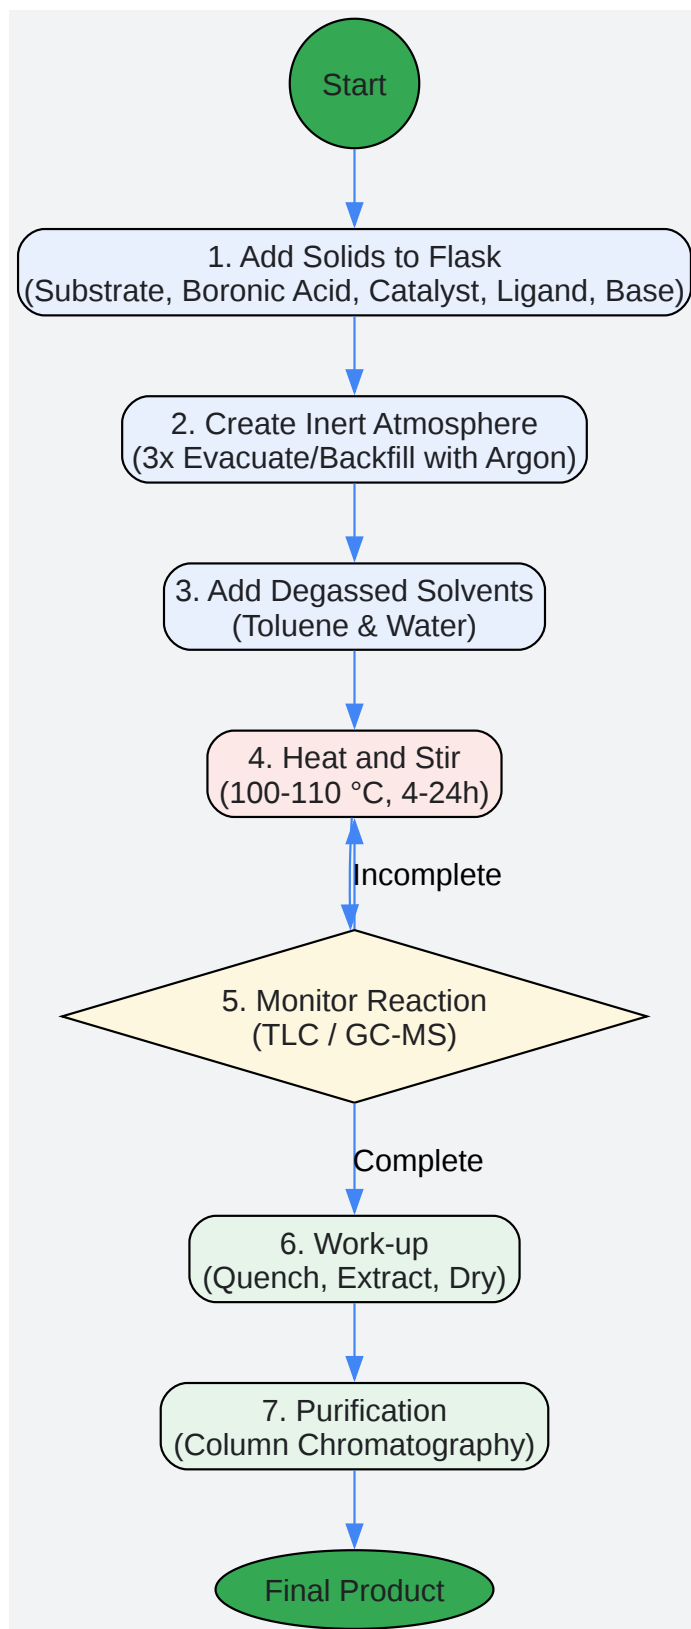 Start
1. Add Solids to Flask
(Substrate, Boronic Acid, Catalyst, Ligand, Base)
2. Create Inert Atmosphere
(3x Evacuate/Backfill with Argon)
3. Add Degassed Solvents
(Toluene & Water)
4. Heat and Stir
(100-110 °C, 4-24h)
Incomplete
5. Monitor Reaction
(TLC / GC-MS)
Complete
6. Work-up
(Quench, Extract, Dry)
7. Purification
(Column Chromatography)
Final Product